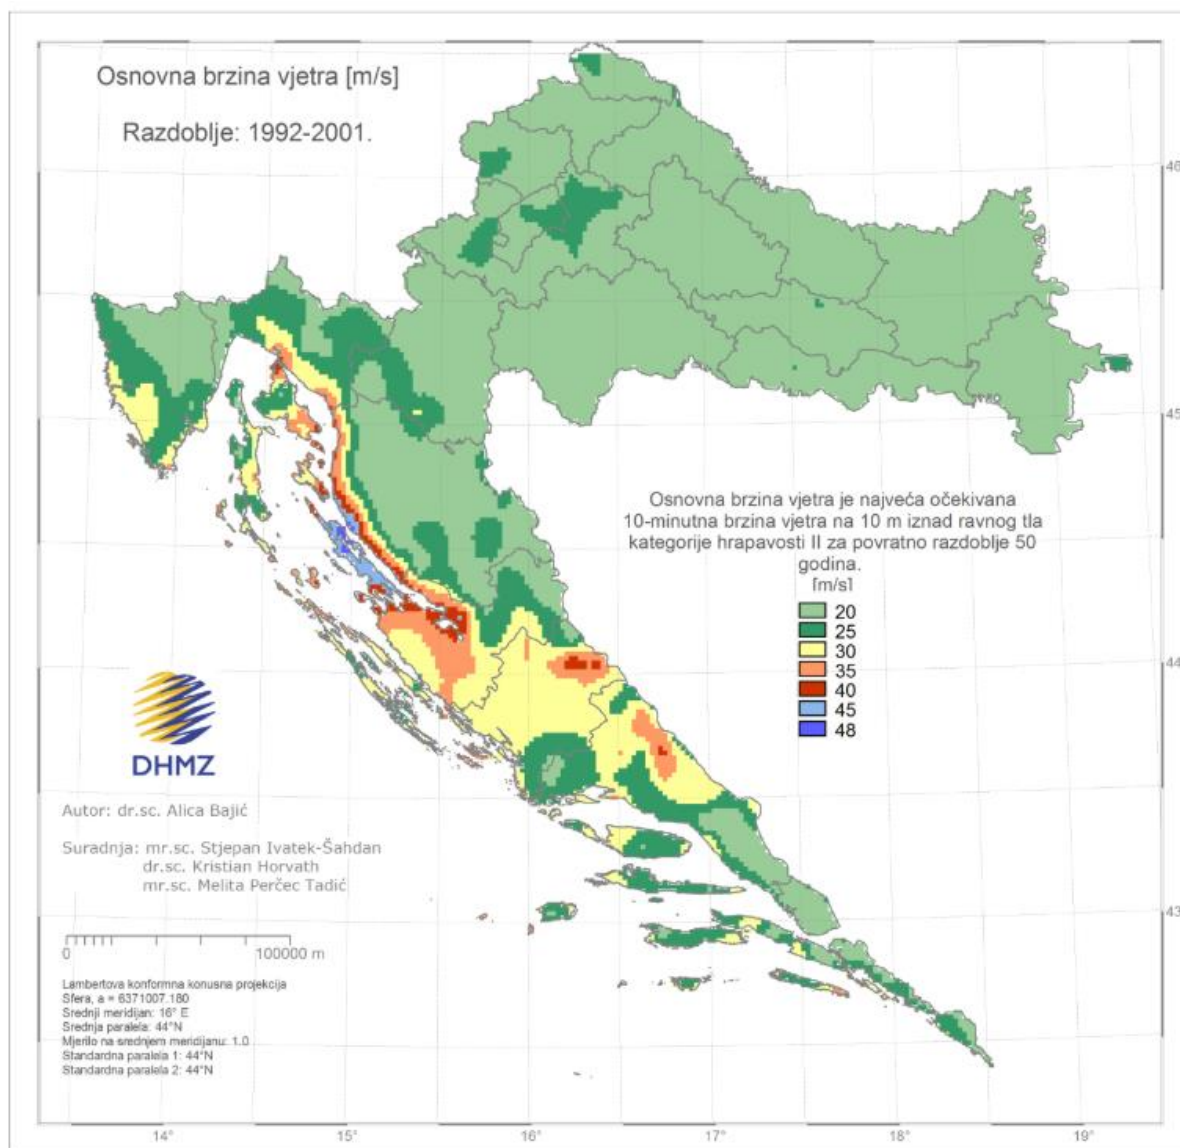 Osnovna brzina vjetra [m/s]
Razdoblje: 1992-2001.
46
45
Osnovna brzina vjetra je najveća očekivana
10-minutna brzina vjetra na 10 m iznad ravnog tla
kategorije hrapavosti II za povratno razdoblje 50
godina.
[m/s]
20
25
30
35
40
45
48
44
DHMZ
Autor: dr.sc. Alica Bajić
Suradnja: mr.sc. Stjepan Ivatek-Šahdan
dr.sc. Kristian Horvath
mr.sc. Melita Perčec Tadić
43
0 100000 m
Lambertova konformna konusna projekcija
Sfera, a = 6371007.180
Srednji meridijan: 16° E
Srednja paralela: 44°N
Mjerilo na srednjem meridijanu: 1.0
Standardna paralela 1: 44°N
Standardna paralela 2: 44°N
14° 15° 16° 17° 18° 19°